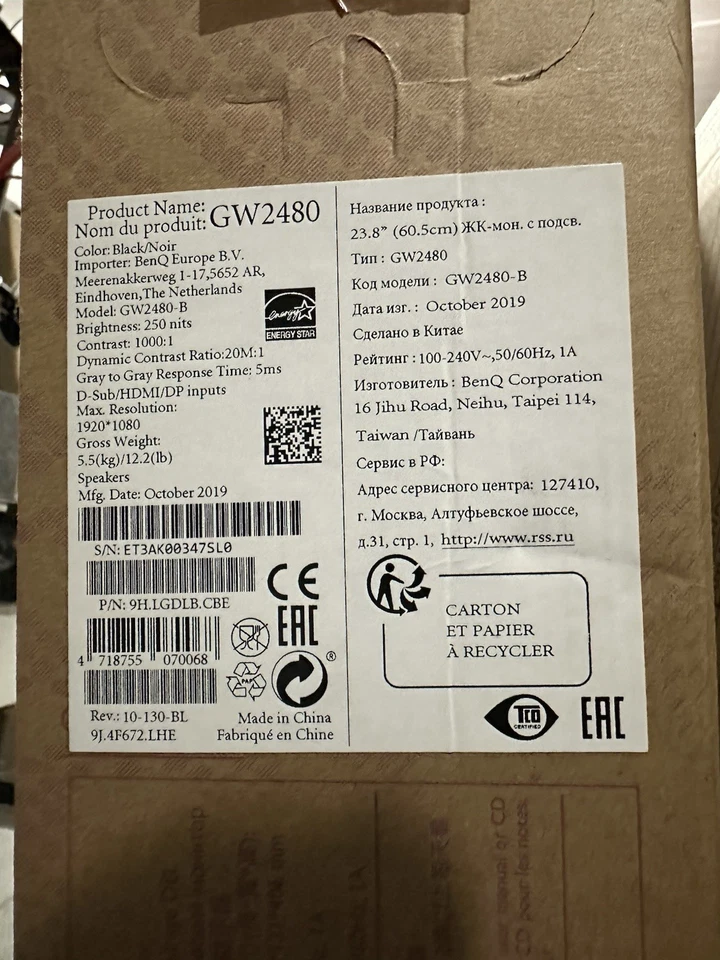 Product Name:
Nom du produit: GW2480
Color: Black/Noir
Importer: BenQ Europe B.V.
Meerenakkerweg 1-17,5652 AR,
Eindhoven,The Netherlands
Model: GW2480-B
Brightness: 250 nits
Contrast: 1000:1
Dynamic Contrast Ratio:20M:1
Gray to Gray Response Time: 5ms
D-Sub/HDMI/DP inputs
Max. Resolution:
1920*1080
Gross Weight:
5.5(kg)/12.2(lb)
Speakers
Mfg. Date: October 2019
energy
ENERGY STAR
S/N: ET3AK00347SL0
P/N: 9H.LGDLB.CBE
4 718755 070068
Rev.: 10-130-BL
9J.4F672.LHE
CE
EAC
PAP
®
Made in China
Fabriqué en Chine
Название продукта :
23.8” (60.5cm) ЖК-мон. с подсв.
Тип : GW2480
Код модели : GW2480-B
Дата изг. : October 2019
Сделано в Китае
Рейтинг : 100-240V~,50/60Hz, 1A
Изготовитель : BenQ Corporation
16 Jihu Road, Neihu, Taipei 114,
Taiwan /Тайвань
Сервис в РФ:
Адрес сервисного центра: 127410,
г. Москва, Алтуфьевское шоссе,
д.31, стр. 1, http://www.rss.ru
CARTON
ET PAPIER
À RECYCLER
TCO
CERTIFIED
EAC
CD
CD pour les notes.